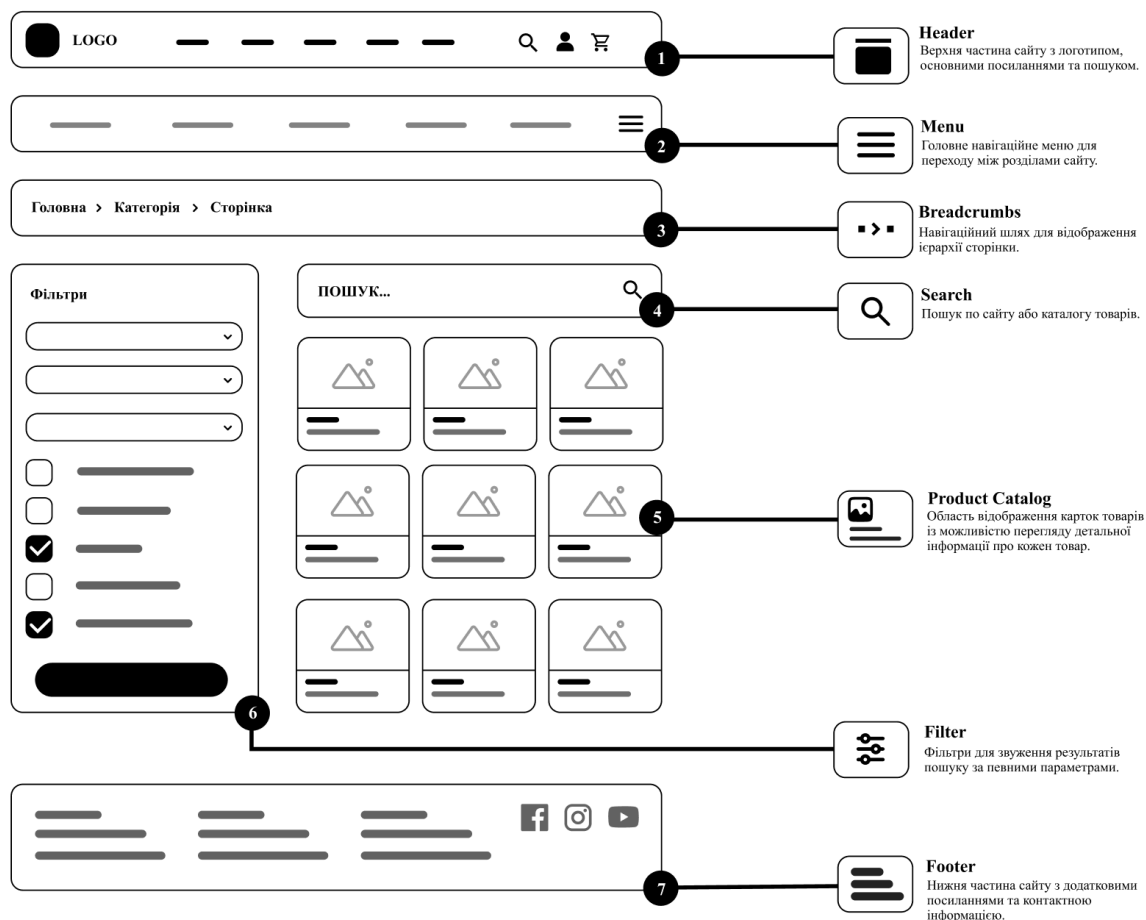 LOGO
1
Header
Верхня частина сайту з логотипом,
основними посиланнями та пошуком.
2
Menu
Головне навігаційне меню для
переходу між розділами сайту.
Головна > Категорія > Сторінка
3
Breadcrumbs
Навігаційний шлях для відображення
ієрархії сторінки.
Фільтри
ПОШУК...
4
Search
Пошук по сайту або каталогу товарів.
5
Product Catalog
Область відображення карток товарів
із можливістю перегляду детальної
інформації про кожен товар.
6
Filter
Фільтри для звуження результатів
пошуку за певними параметрами.
7
Footer
Нижня частина сайту з додатковими
посиланнями та контактною
інформацією.